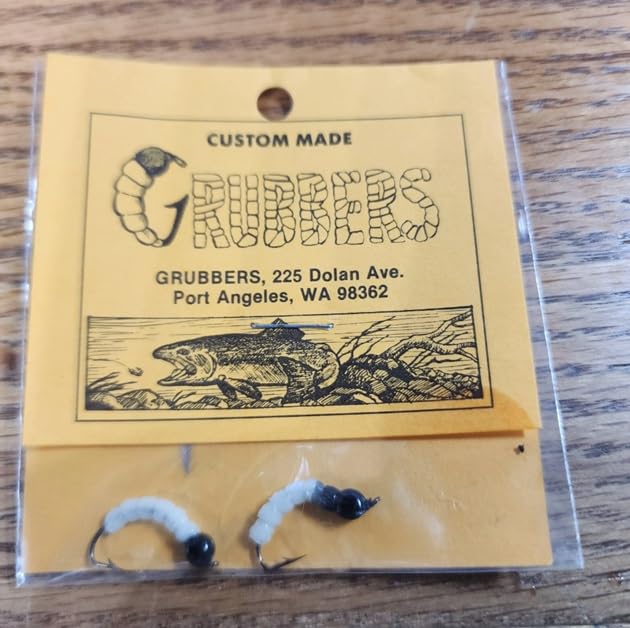 CUSTOM MADE
GRUBBERS
GRUBBERS, 225 Dolan Ave.
Port Angeles, WA 98362